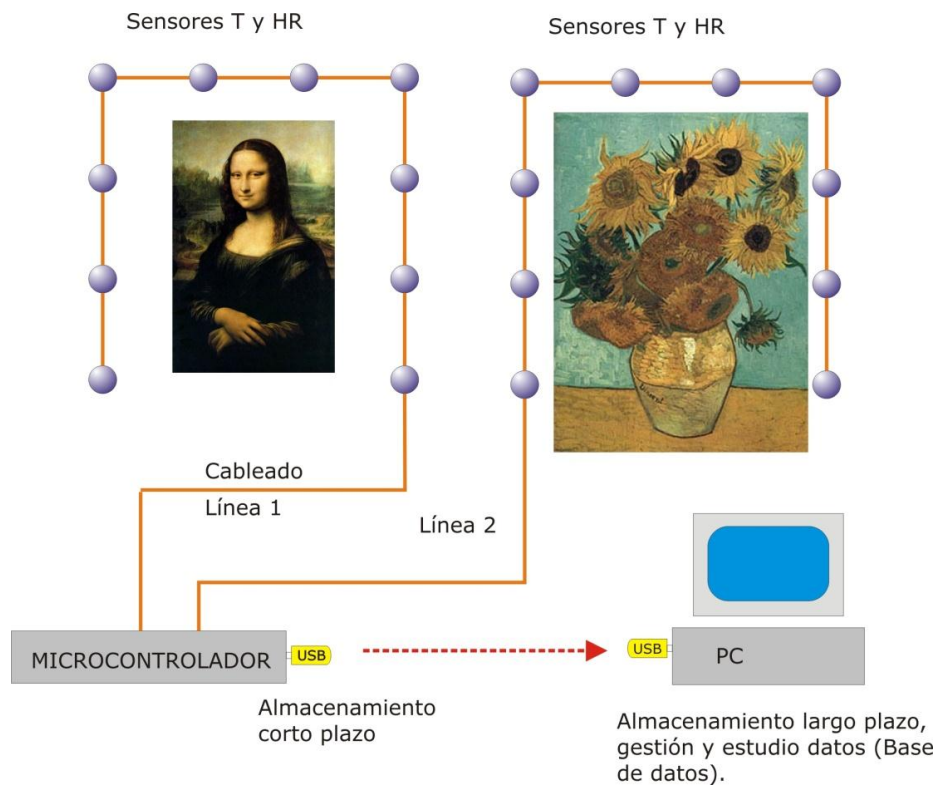 Sensores T y HR
Sensores T y HR
Cableado
Línea 1
Línea 2
MICROCONTROLADOR
USB
USB
PC
Almacenamiento
corto plazo
Almacenamiento largo plazo,
gestión y estudio datos (Base
de datos).